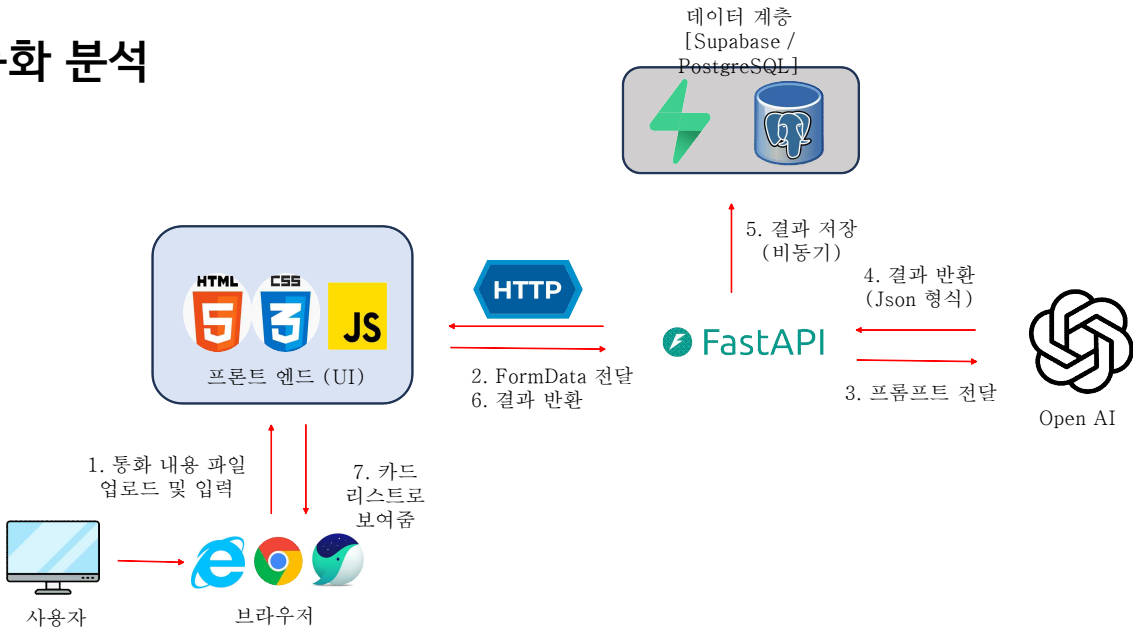 분석
데이터 계층
[Supabase /
PostgreSQL]
5. 결과 저장
(비동기)
4. 결과 반환
(Json 형식)
HTML
CSS
5
3
JS
HTTP
FastAPI
프론트 엔드 (UI)
2. FormData 전달
6. 결과 반환
3. 프롬프트 전달
Open AI
1. 통화 내용 파일
업로드 및 입력
7. 카드
리스트로
보여줌
사용자
브라우저